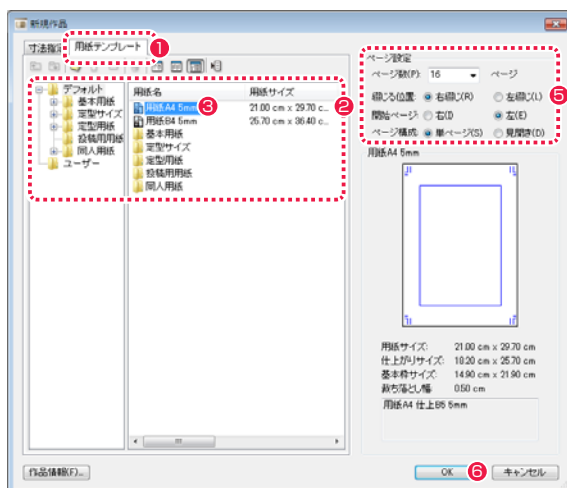 新規作品
寸法指定 用紙テンプレート 1
デフォルト
基本用紙
定型サイズ
定型用紙
投稿用用紙
同人用紙
ユーザー
用紙名 用紙サイズ 2
用紙A4 5mm 3 21.00 cm x 29.70 c...
用紙B4 5mm 25.70 cm x 36.40 c...
基本用紙
定型サイズ
定型用紙
投稿用用紙
同人用紙
ページ設定
ページ数(P): 16 ページ
綴じる位置: 右綴じ(R) 左綴じ(L) 5
開始ページ: 右(I) 左(E)
ページ構成: 単ページ(S) 見開き(D)
用紙A4 5mm
用紙サイズ: 21.00 cm x 29.70 cm
仕上がりサイズ: 18.20 cm x 25.70 cm
基本枠サイズ: 14.90 cm x 21.90 cm
裁ち落とし幅: 0.50 cm
用紙A4 仕上B5 5mm
作品情報(F)... OK 6 キャンセル